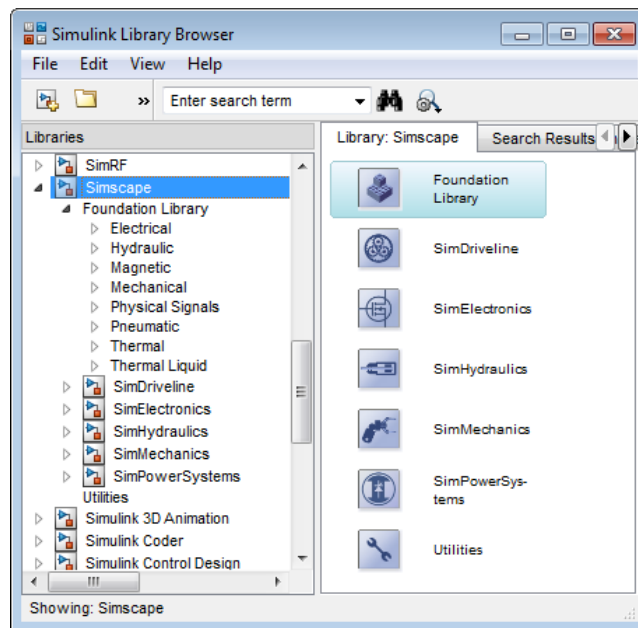 Simulink Library Browser
File Edit View Help
» Enter search term
Libraries
SimRF
Simscape
Foundation Library
Electrical
Hydraulic
Magnetic
Mechanical
Physical Signals
Pneumatic
Thermal
Thermal Liquid
SimDriveline
SimElectronics
SimHydraulics
SimMechanics
SimPowerSystems
Utilities
Simulink 3D Animation
Simulink Coder
Simulink Control Design
Library: Simscape Search Results
Foundation
Library
SimDriveline
SimElectronics
SimHydraulics
SimMechanics
SimPowerSys-
tems
Utilities
Showing: Simscape